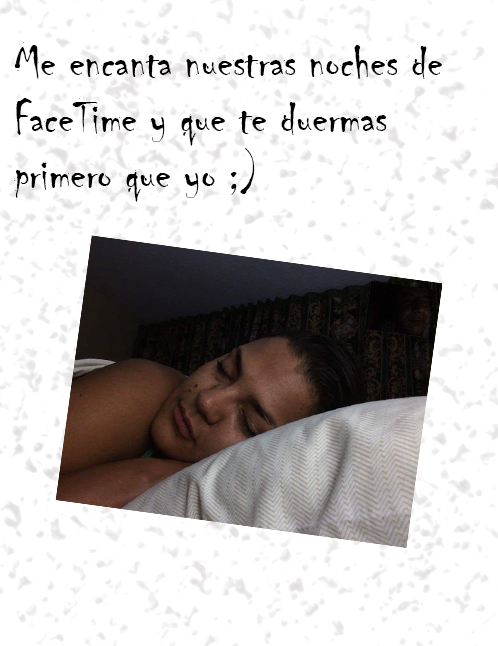 Me encanta nuestras noches de
FaceTime y que te duermas
primero que yo ;)